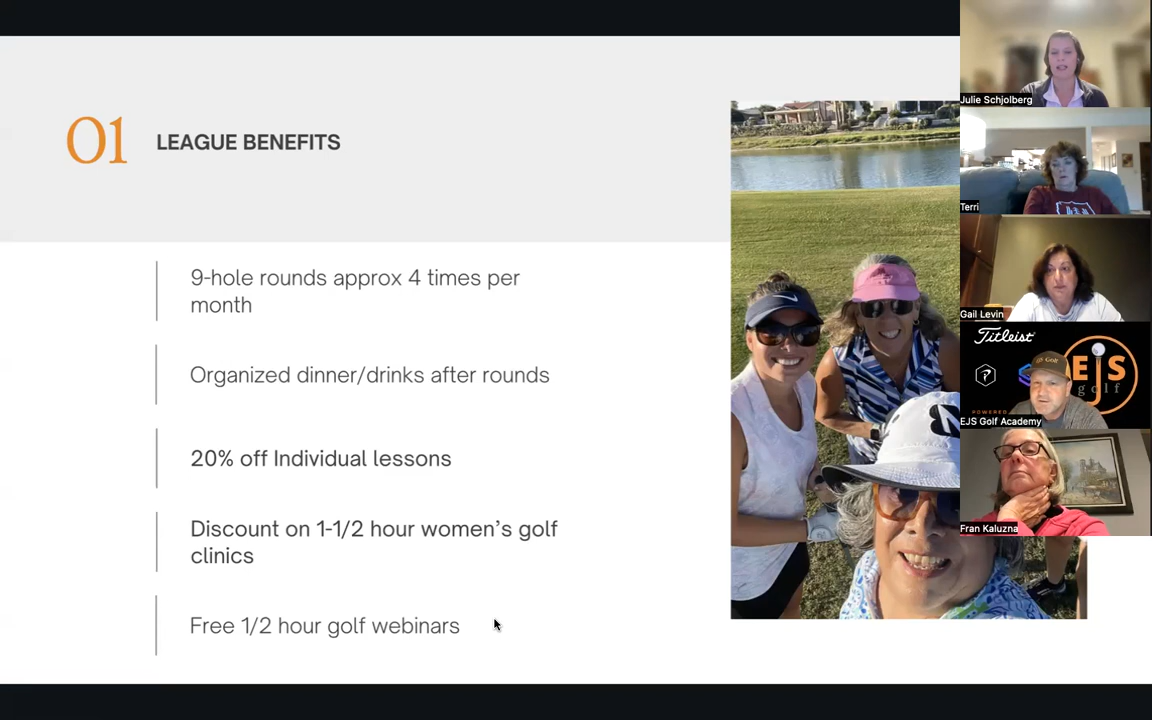 01
LEAGUE BENEFITS
9-hole rounds approx 4 times per
month
Organized dinner/drinks after rounds
20% off Individual lessons
Discount on 1-1/2 hour women's golf
clinics
Free 1/2 hour golf webinars
Julie Schjolberg
Terri
Gail Levin
Titleist
EJS
golf
POWERED
EJS Golf Academy
Fran Kaluzna